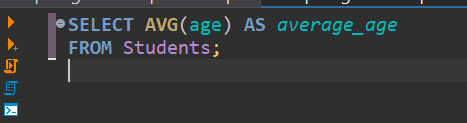 SELECT AVG(age) AS average_age
FROM Students;